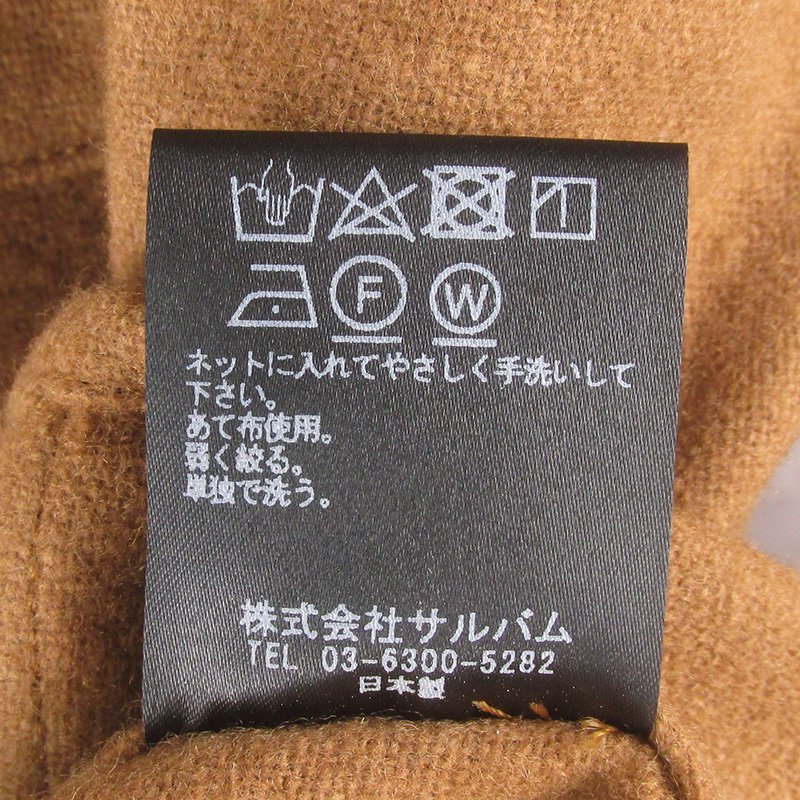 F W
ネットに入れてやさしく手洗いして
下さい。
あて布使用。
弱く絞る。
単独で洗う。
株式会社サルバム
TEL 03-6300-5282
日本製